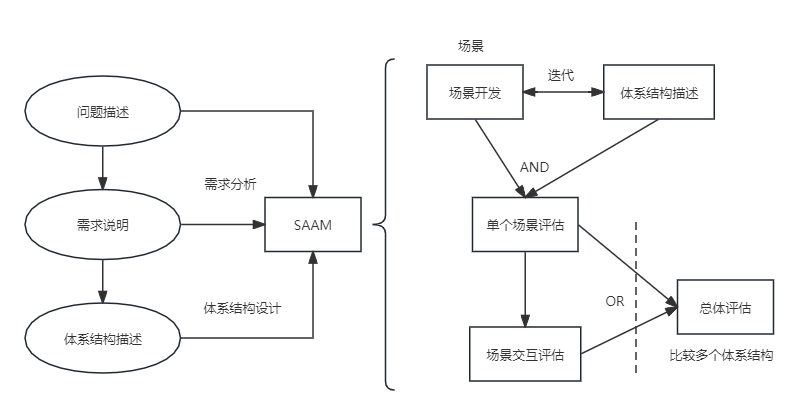 问题描述
需求分析
需求说明
SAAM
体系结构设计
体系结构描述
场景
场景开发
迭代
体系结构描述
AND
单个场景评估
OR
总体评估
场景交互评估
比较多个体系结构